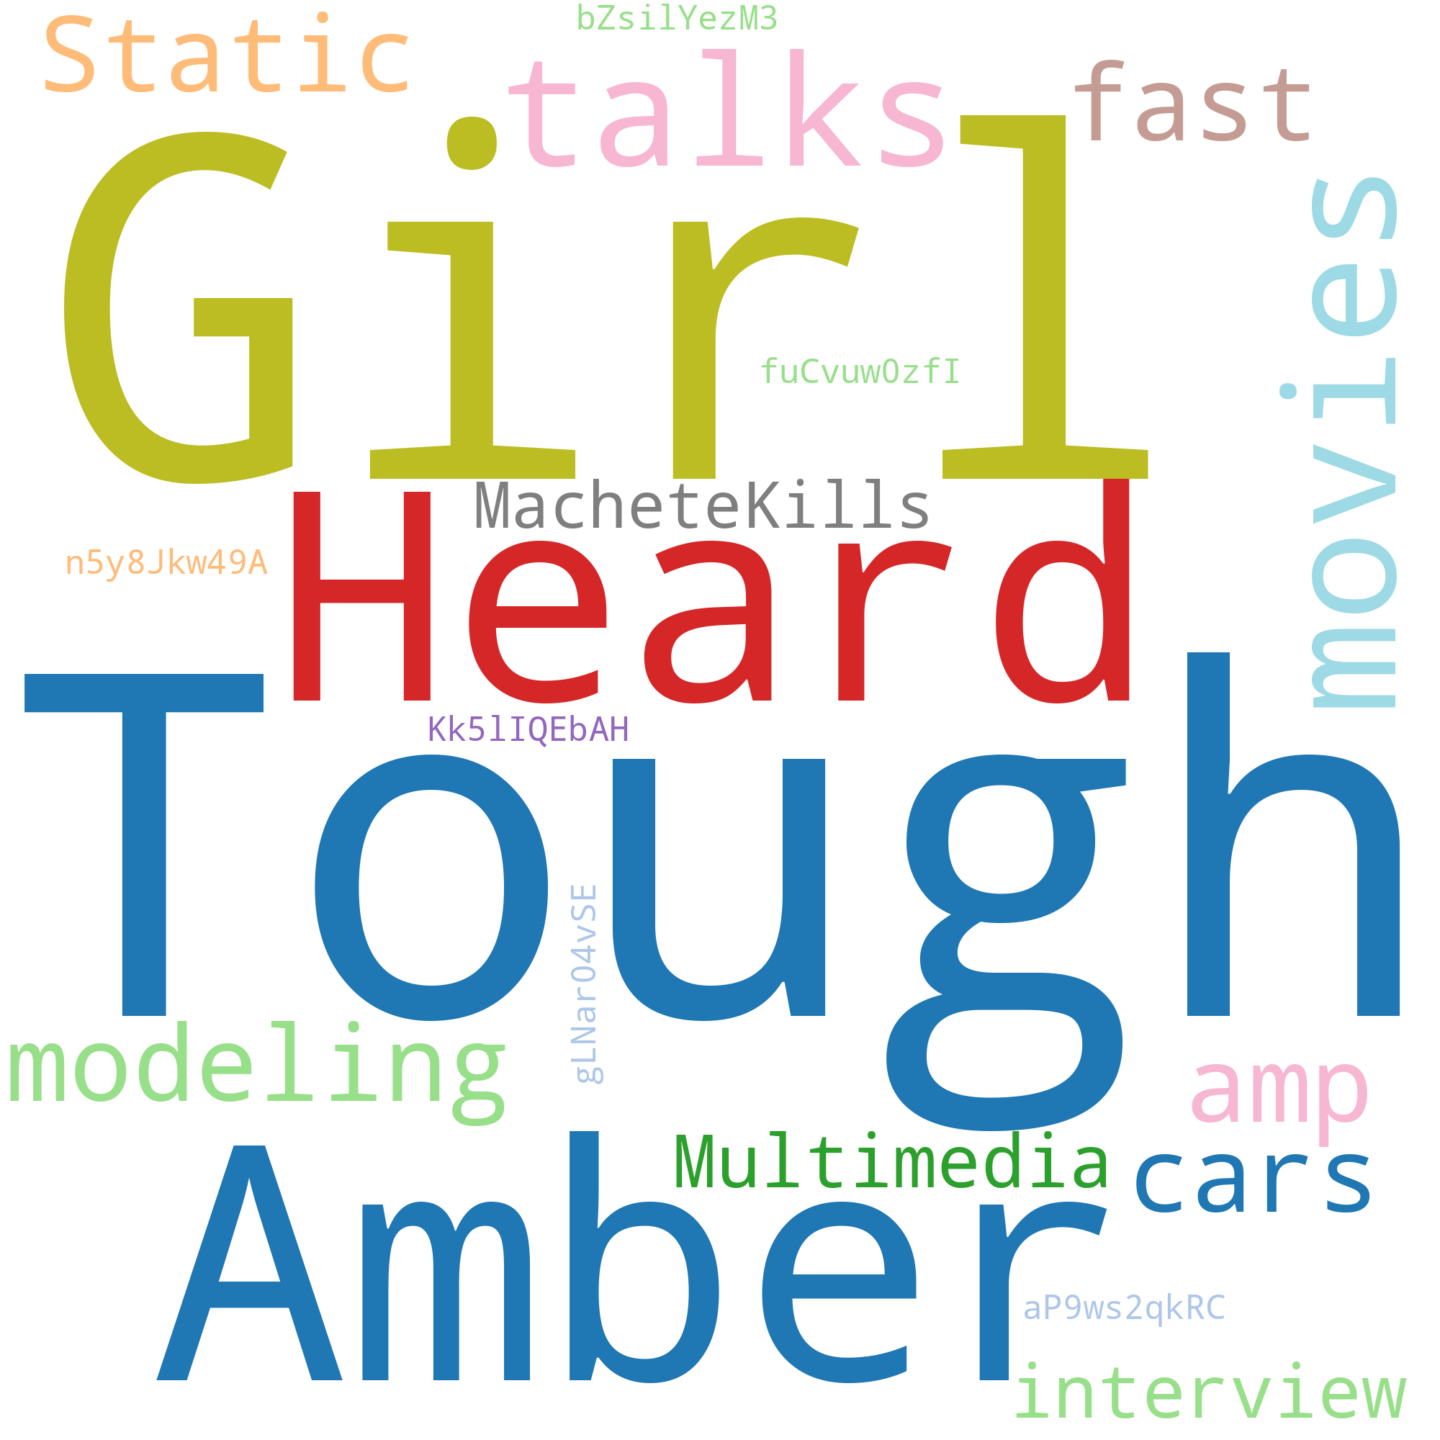 bZsilYezM3
Static
talks
fast
Girl
movies
fuCvuw0zfI
MacheteKills
n5y8Jkw49A
Heard
Kk5lIQEbAH
Tough
gLNarO4vSE
modeling
amp
Multimedia
cars
Amber
aP9ws2qkRC
interview